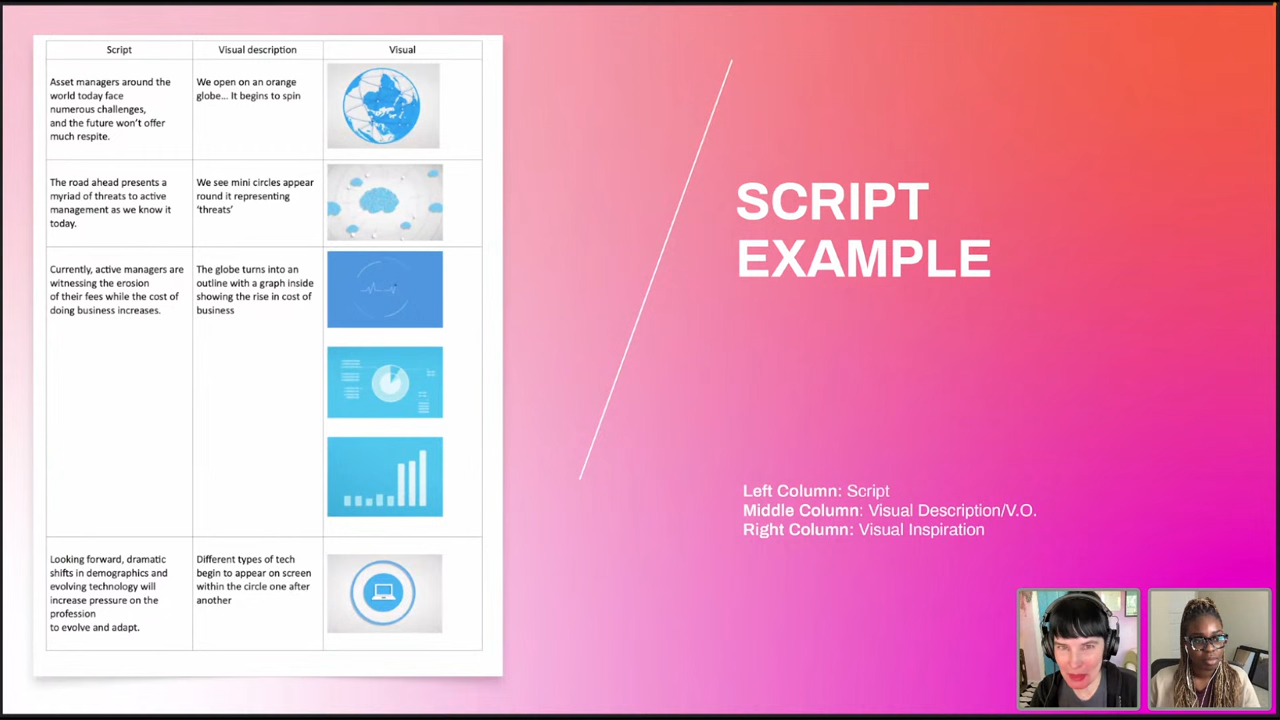 Script
Visual description
Visual
Asset managers around the
world today face
numerous challenges,
and the future won't offer
much respite.
We open on an orange
globe... It begins to spin
The road ahead presents a
myriad of threats to active
management as we know it
today.
We see mini circles appear
round it representing
'threats'
Currently, active managers are
witnessing the erosion
of their fees while the cost of
doing business increases.
The globe turns into an
outline with a graph inside
showing the rise in cost of
business
Looking forward, dramatic
shifts in demographics and
evolving technology will
increase pressure on the
profession
to evolve and adapt.
Different types of tech
begin to appear on screen
within the circle one after
another
SCRIPT
EXAMPLE
Left Column: Script
Middle Column: Visual Description/V.O.
Right Column: Visual Inspiration